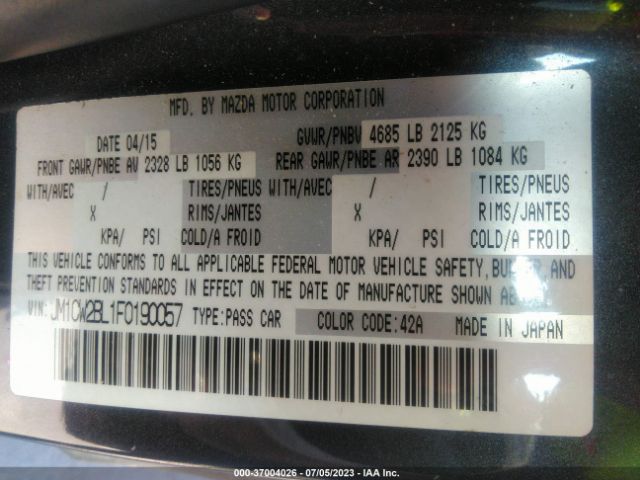 MFD. BY MAZDA MOTOR CORPORATION
DATE 04/15 GVWR/PNBV 4685 LB 2125 KG
FRONT GAWR/PNBE AV 2328 LB 1056 KG REAR GAWR/PNBE AR 2390 LB 1084 KG
WITH/AVEC / TIRES/PNEUS WITH/AVEC / TIRES/PNEUS
X RIMS/JANTES X RIMS/JANTES
KPA/ PSI COLD/A FROID KPA/ PSI COLD/A FROID
THIS VEHICLE CONFORMS TO ALL APPLICABLE FEDERAL MOTOR VEHICLE SAFETY, BUMPER, AND
THEFT PREVENTION STANDARDS IN EFFECT ON THE DATE OF MANUFACTURE SHOWN ABOVE.
VIN: JM1CW2BL1F0190057 TYPE:PASS CAR COLOR CODE:42A MADE IN JAPAN
000-37004026 - 07/05/2023 - IAA Inc.